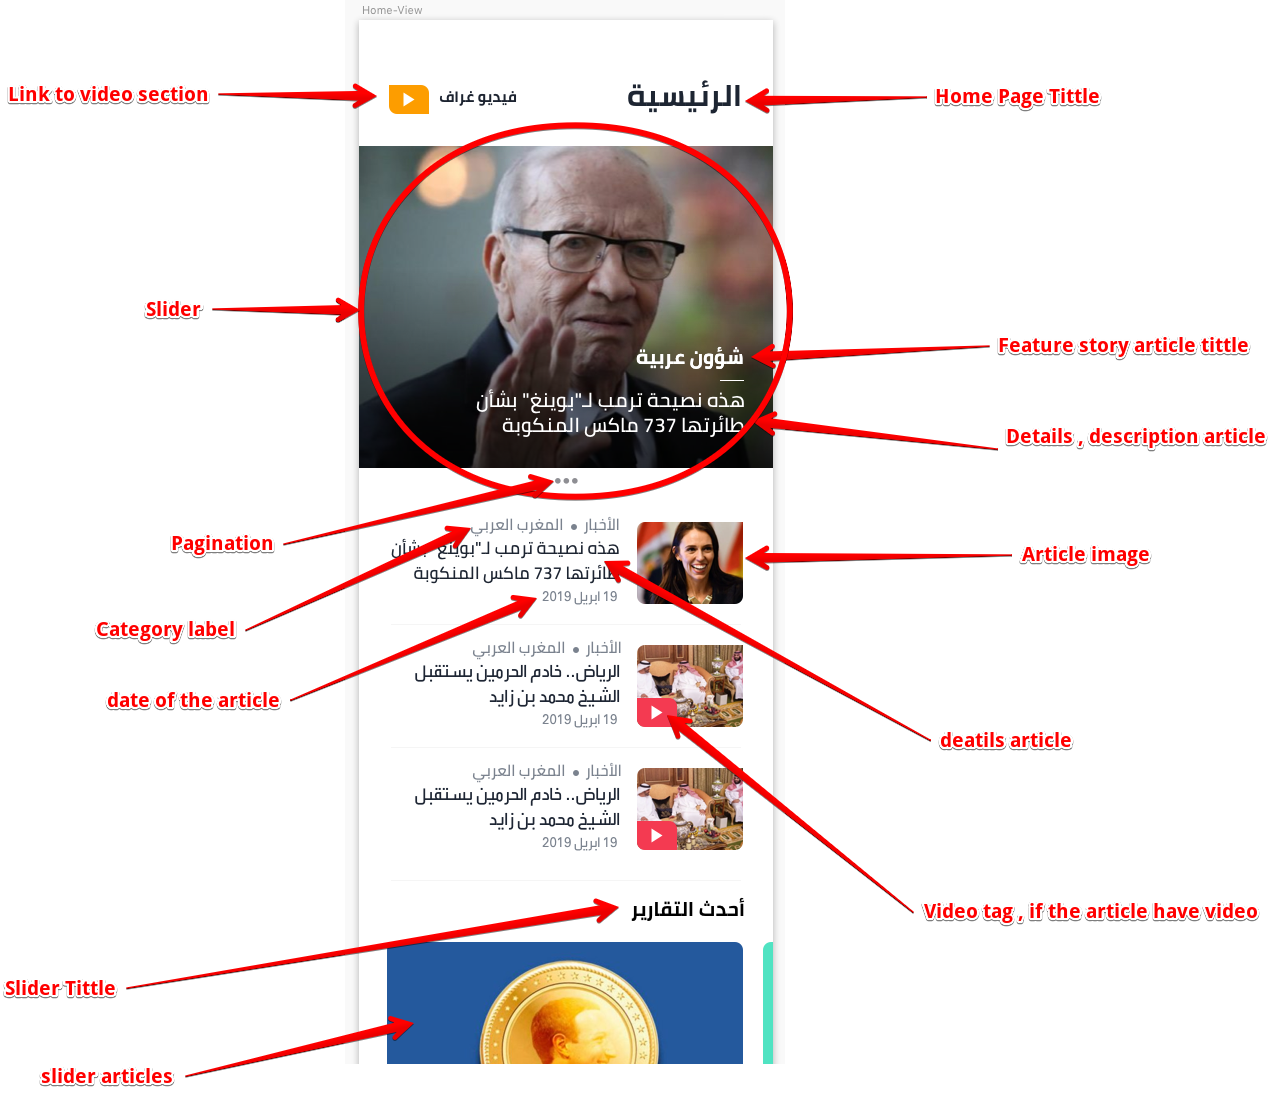 Home-View
Link to video section
فيديو غراف
الرئيسية
Home Page Tittle
Slider
شؤون عربية
Feature story article tittle
هذه نصيحة ترمب لـ"بوينغ" بشأن
طائرتها 737 ماكس المنكوبة
Details , description article
Pagination
الأخبار • المغرب العربي
هذه نصيحة ترمب لـ"بوينغ" بشأن
طائرتها 737 ماكس المنكوبة
19 ابريل 2019
Article image
Category label
الأخبار • المغرب العربي
الرياض.. خادم الحرمين يستقبل
الشيخ محمد بن زايد
19 ابريل 2019
date of the article
deatils article
الأخبار • المغرب العربي
الرياض.. خادم الحرمين يستقبل
الشيخ محمد بن زايد
19 ابريل 2019
أحدث التقارير
Video tag , if the article have video
Slider Tittle
slider articles